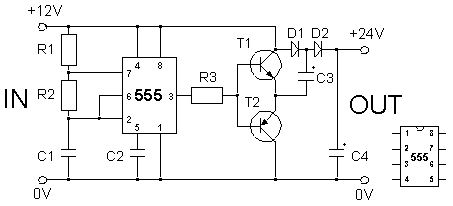 +12V
D1 D2 +24V
R1
T1
4 8
7
R3
C3
IN
R2
6
555
3
OUT
T2
2
5 1
C1
C2
C4
1 8
2 7
3 555 6
4 5
0V
0V